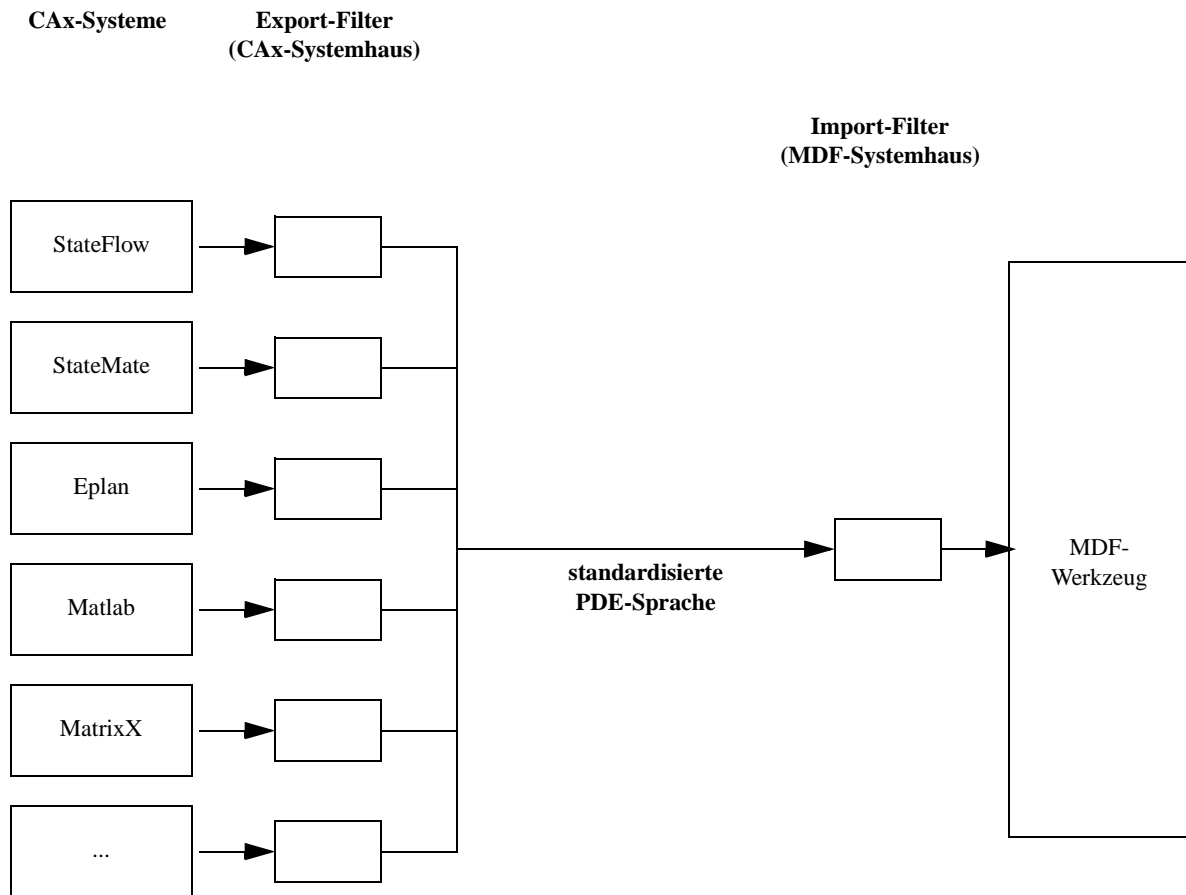 CAx-Systeme
Export-Filter
(CAx-Systemhaus)
Import-Filter
(MDF-Systemhaus)
StateFlow
StateMate
Eplan
Matlab
MatrixX
...
standardisierte
PDE-Sprache
MDF-
Werkzeug